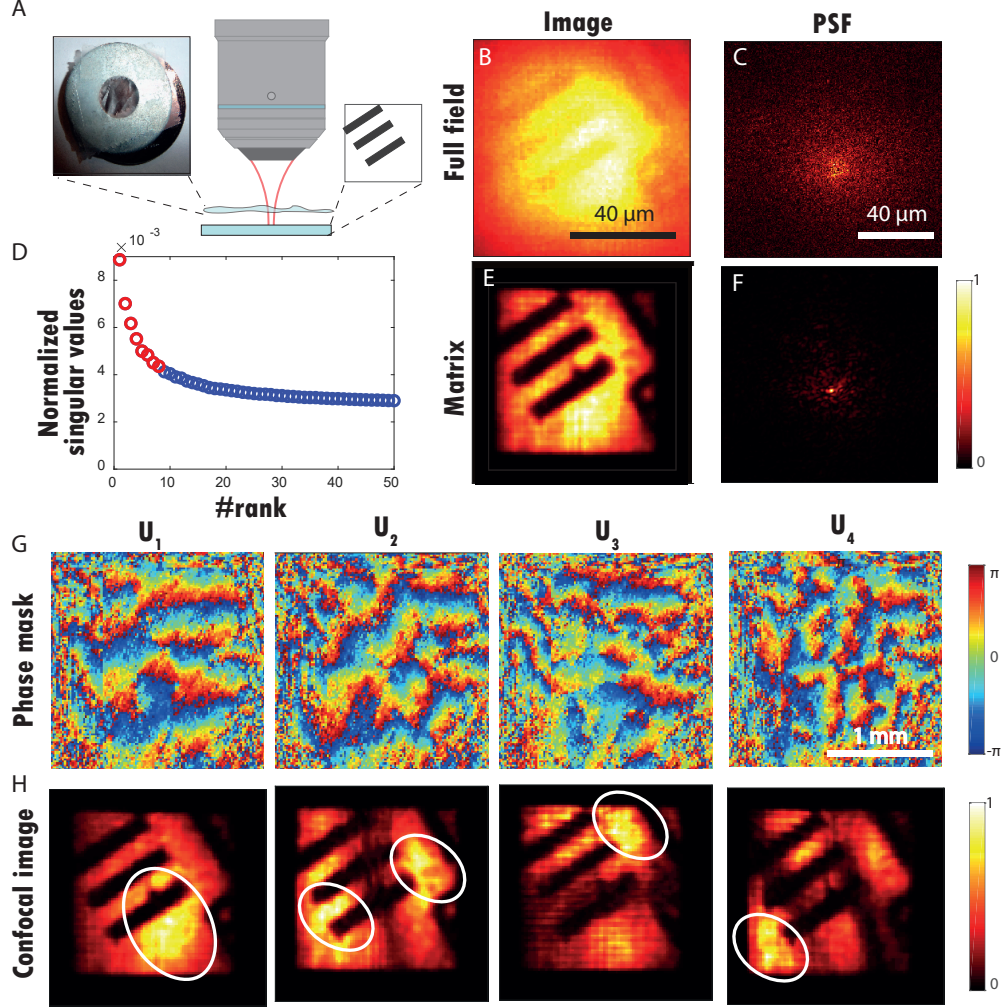 A
Image
PSF
B
C
Full field
40 µm
40 µm
D
× 10 -3
8
6
4
2
0
0
10
20
30
40
50
Normalized
singular values
#rank
E
F
Matrix
1
0
G
U1
U2
U3
U4
Phase mask
1 mm
π
0
-π
H
Confocal image
1
0